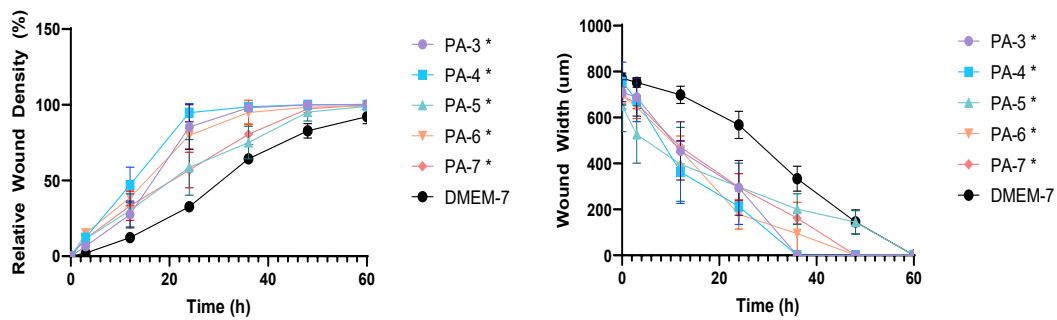 Relative Wound Density (%)
150
100
50
0
0
20
40
60
Time (h)
PA-3 *
PA-4 *
PA-5 *
PA-6 *
PA-7 *
DMEM-7
Wound Width (um)
1000
800
600
400
200
0
0
20
40
60
Time (h)
PA-3 *
PA-4 *
PA-5 *
PA-6 *
PA-7 *
DMEM-7